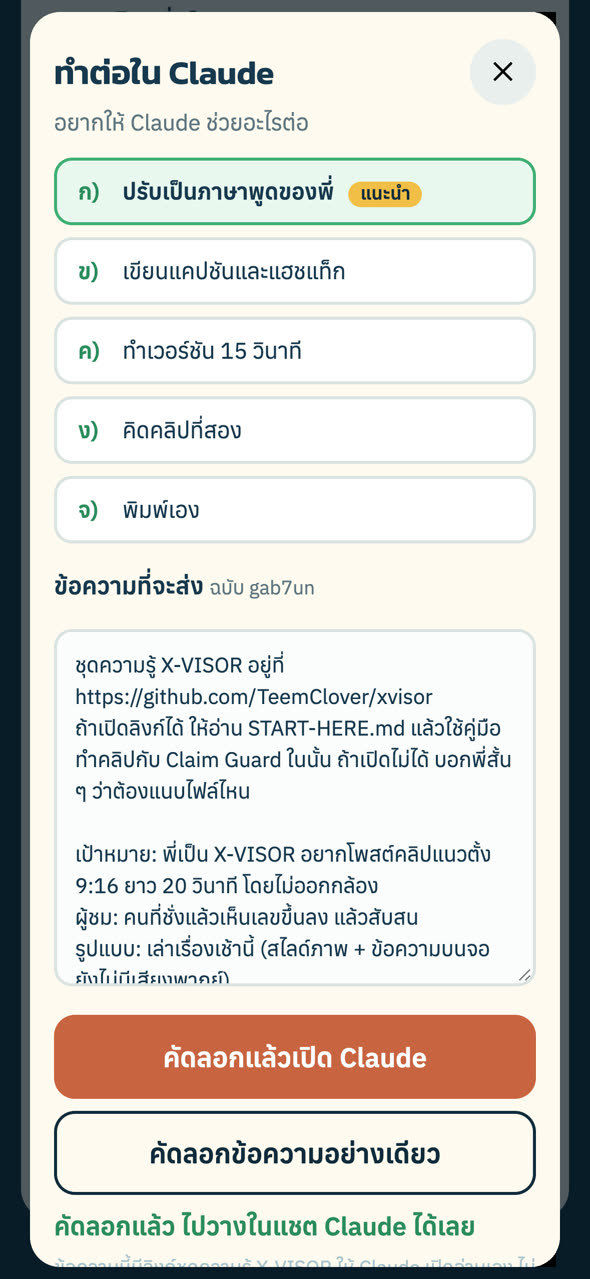 ทำต่อใน Claude
อยากให้ Claude ช่วยอะไรต่อ
ก) ปรับเป็นภาษาพูดของพี่ แนะนำ
ข) เขียนแคปชันและแฮชแท็ก
ค) ทำเวอร์ชัน 15 วินาที
ง) คิดคลิปที่สอง
จ) พิมพ์เอง
ข้อความที่จะส่ง ฉบับ gab7un
ชุดความรู้ X-VISOR อยู่ที่
https://github.com/TeemClover/xvisor
ถ้าเปิดลิงก์ได้ ให้อ่าน START-HERE.md แล้วใช้คู่มือ
ทำคลิปกับ Claim Guard ในนั้น ถ้าเปิดไม่ได้ บอกพี่สั้น
ๆ ว่าต้องแนบไฟล์ไหน
เป้าหมาย: พี่เป็น X-VISOR อยากโพสต์คลิปแนวตั้ง
9:16 ยาว 20 วินาที โดยไม่ออกกล้อง
ผู้ชม: คนที่ชั่งแล้วเห็นเลขขึ้นลง แล้วสับสน
รูปแบบ: เล่าเรื่องเช้านี้ (สไลด์ภาพ + ข้อความบนจอ
ยังไม่มีเสียงพากย์)
คัดลอกแล้วเปิด Claude
คัดลอกข้อความอย่างเดียว
คัดลอกแล้ว ไปวางในแชต Claude ได้เลย